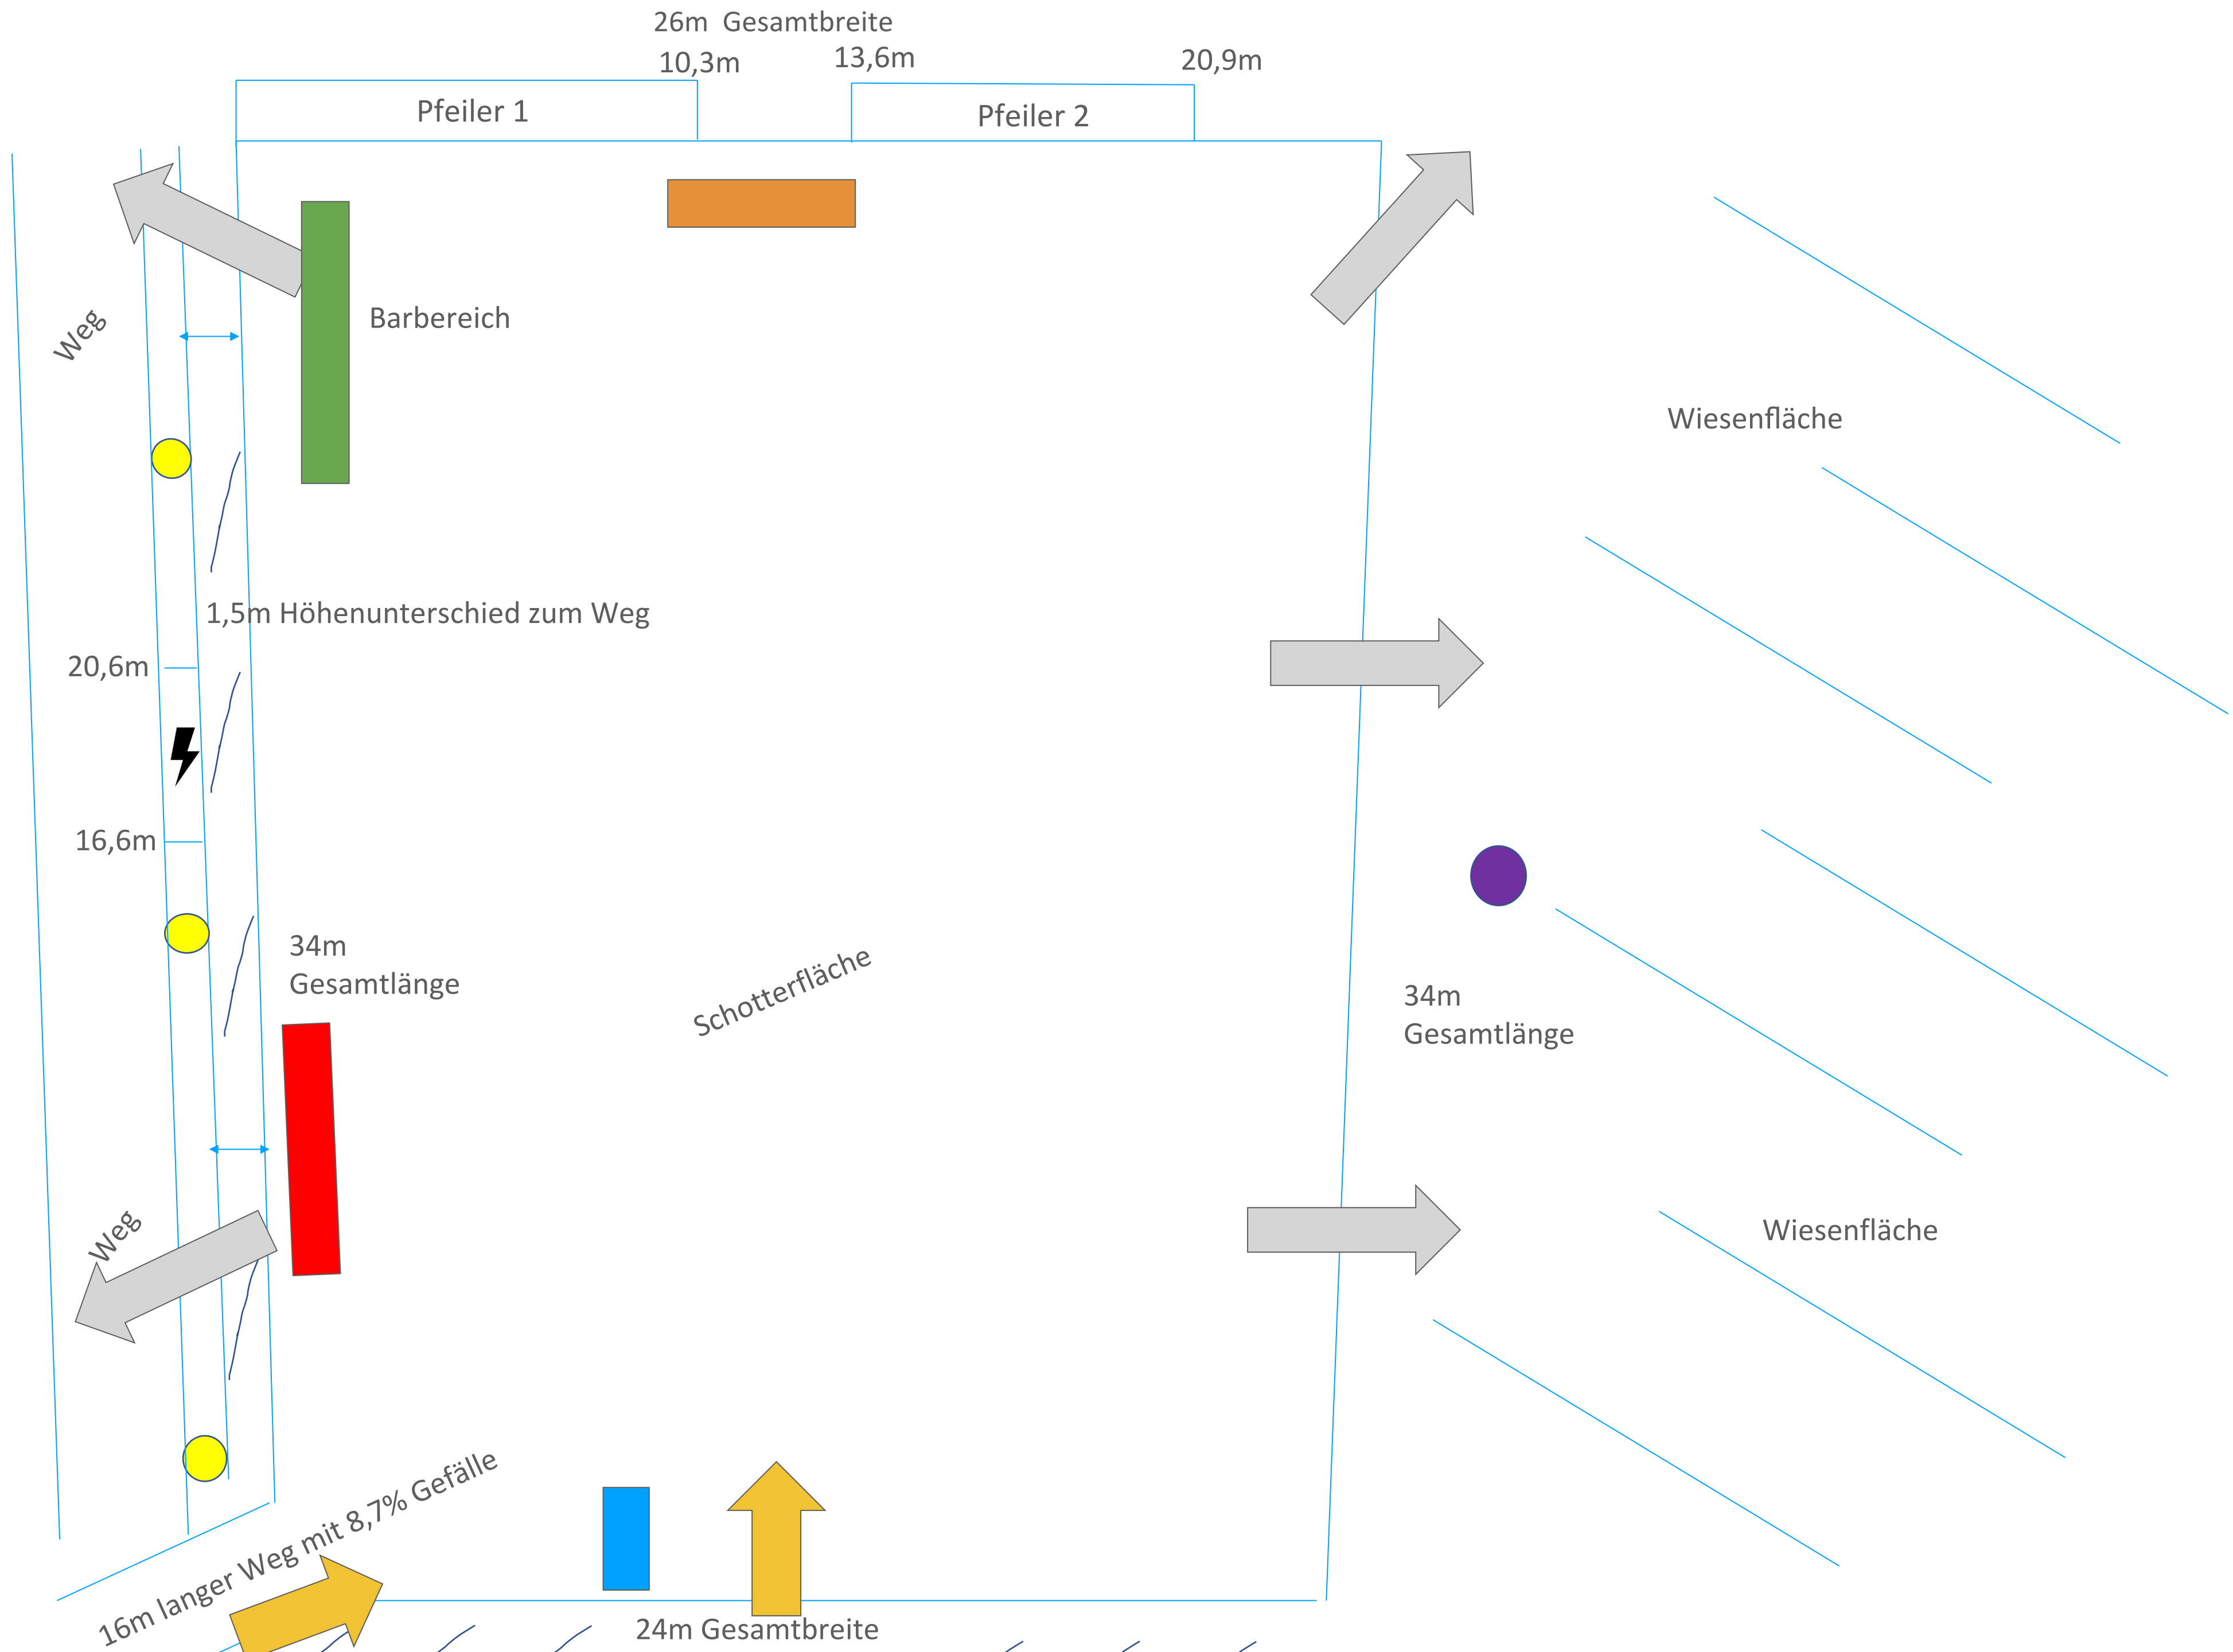 26m  Gesamtbreite
10,3m
13,6m
20,9m
Pfeiler 1
Pfeiler 2
Weg
Barbereich
Wiesenfläche
1,5m Höhenunterschied zum Weg
20,6m
16,6m
34m
Gesamtlänge
Schotterfläche
34m
Gesamtlänge
Weg
Wiesenfläche
16m langer Weg mit 8,7% Gefälle
24m Gesamtbreite